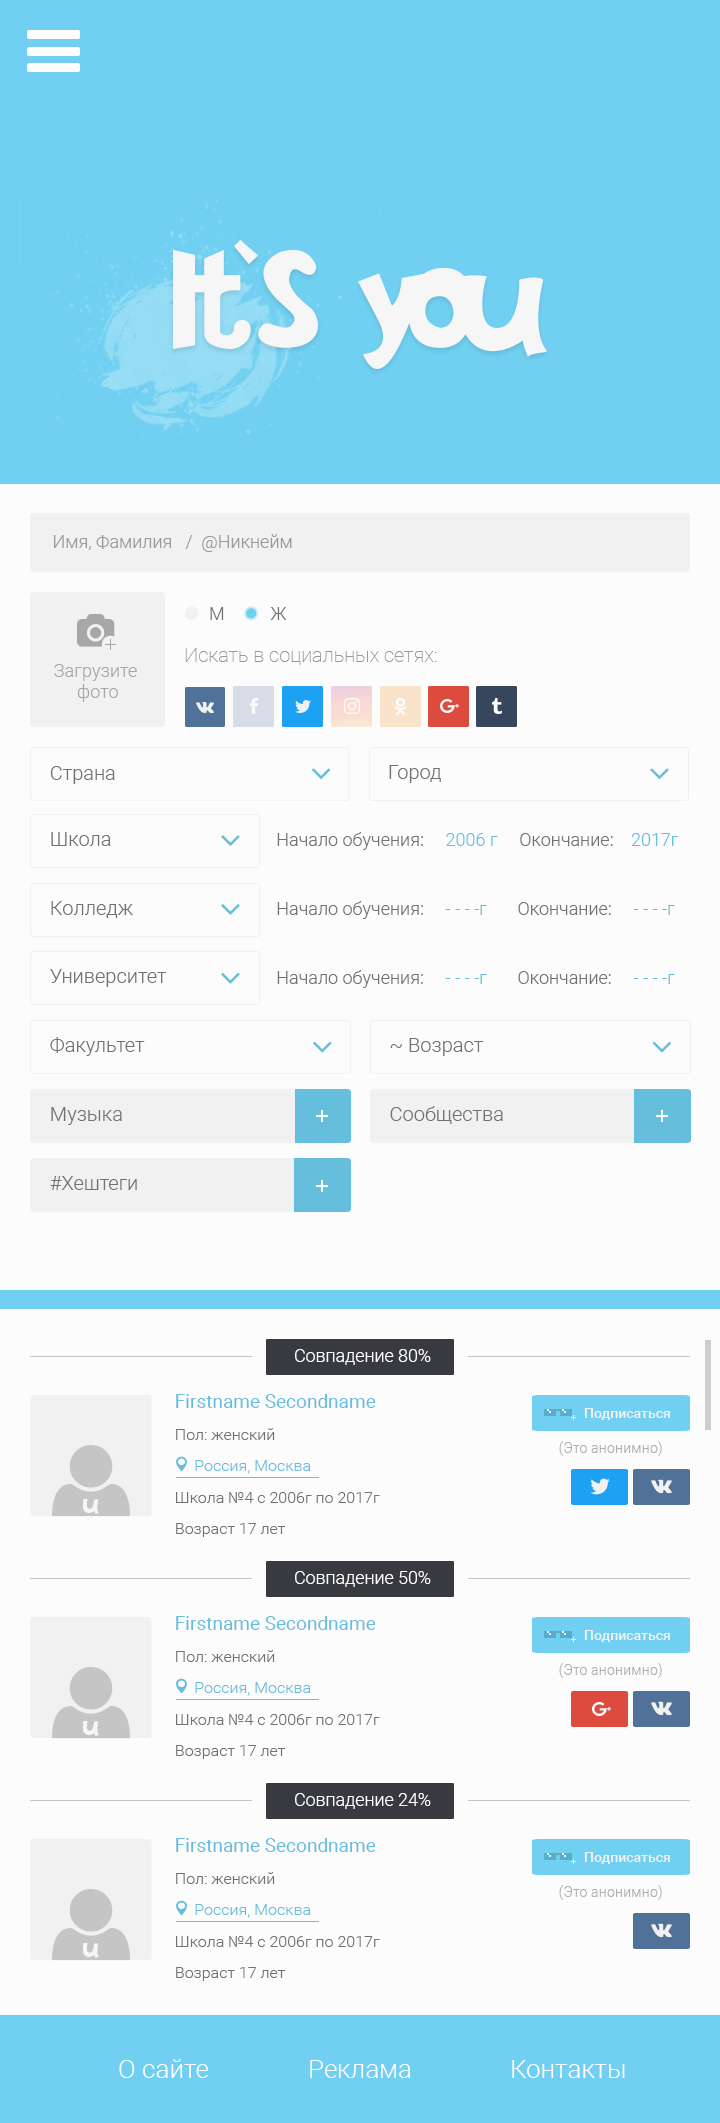 It`s you
Имя, Фамилия / @Никнейм
М Ж
Загрузите
фото
Искать в социальных сетях:
Страна Город
Школа Начало обучения: 2006 г Окончание: 2017г
Колледж Начало обучения: - - - -г Окончание: - - - -г
Университет Начало обучения: - - - -г Окончание: - - - -г
Факультет ~ Возраст
Музыка + Сообщества +
#Хештеги +
Совпадение 80%
Firstname Secondname
Подписаться
Пол: женский
(Это анонимно)
Россия, Москва
Школа №4 с 2006г по 2017г
Возраст 17 лет
Совпадение 50%
Firstname Secondname
Подписаться
Пол: женский
(Это анонимно)
Россия, Москва
Школа №4 с 2006г по 2017г
Возраст 17 лет
Совпадение 24%
Firstname Secondname
Подписаться
Пол: женский
(Это анонимно)
Россия, Москва
Школа №4 с 2006г по 2017г
Возраст 17 лет
О сайте Реклама Контакты